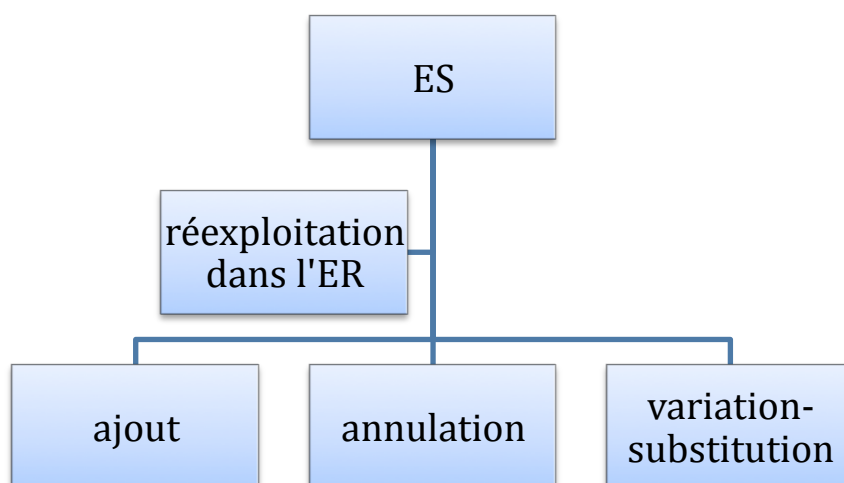 ES
réexploitation
dans l'ER
ajout
annulation
variation-
substitution